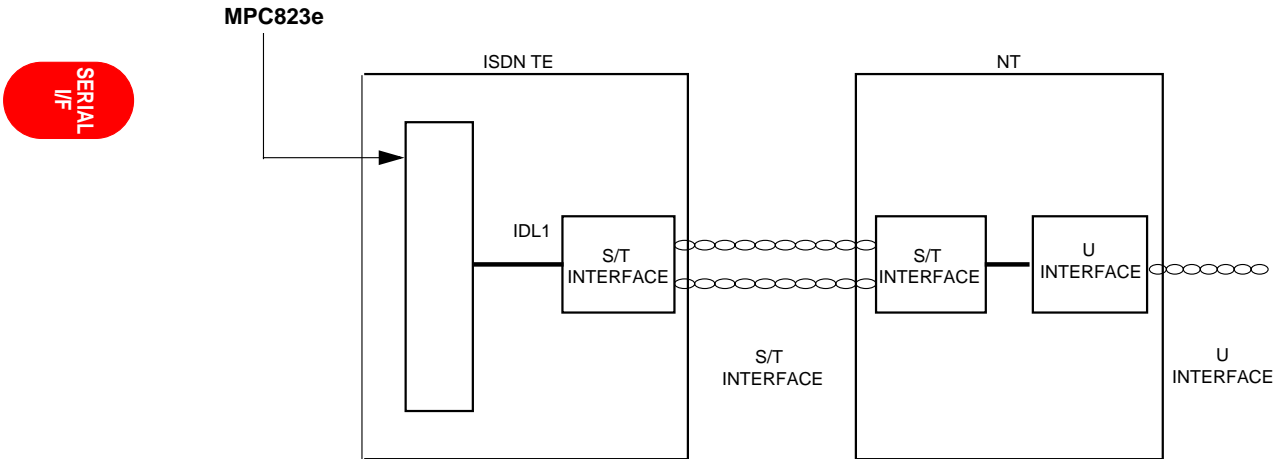 MPC823e
SERIAL
I/F
ISDN TE
NT
IDL1
S/T
INTERFACE
S/T
INTERFACE
U
INTERFACE
S/T
INTERFACE
U
INTERFACE